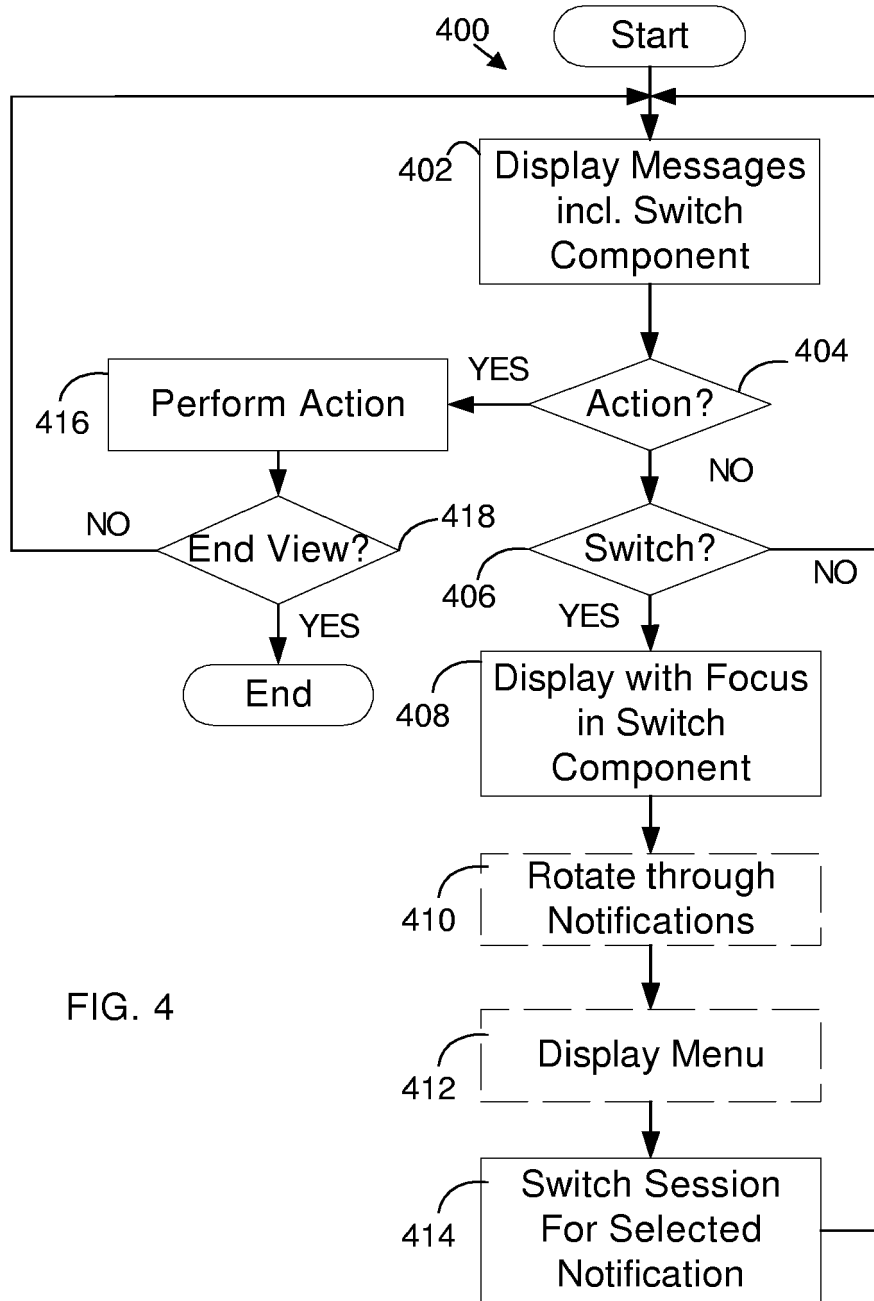 400
Start
402
Display Messages
incl. Switch
Component
404
YES
Action?
416
Perform Action
NO
NO
418
End View?
406
Switch?
NO
YES
YES
End
408
Display with Focus
in Switch
Component
410
Rotate through
Notifications
FIG. 4
412
Display Menu
414
Switch Session
For Selected
Notification